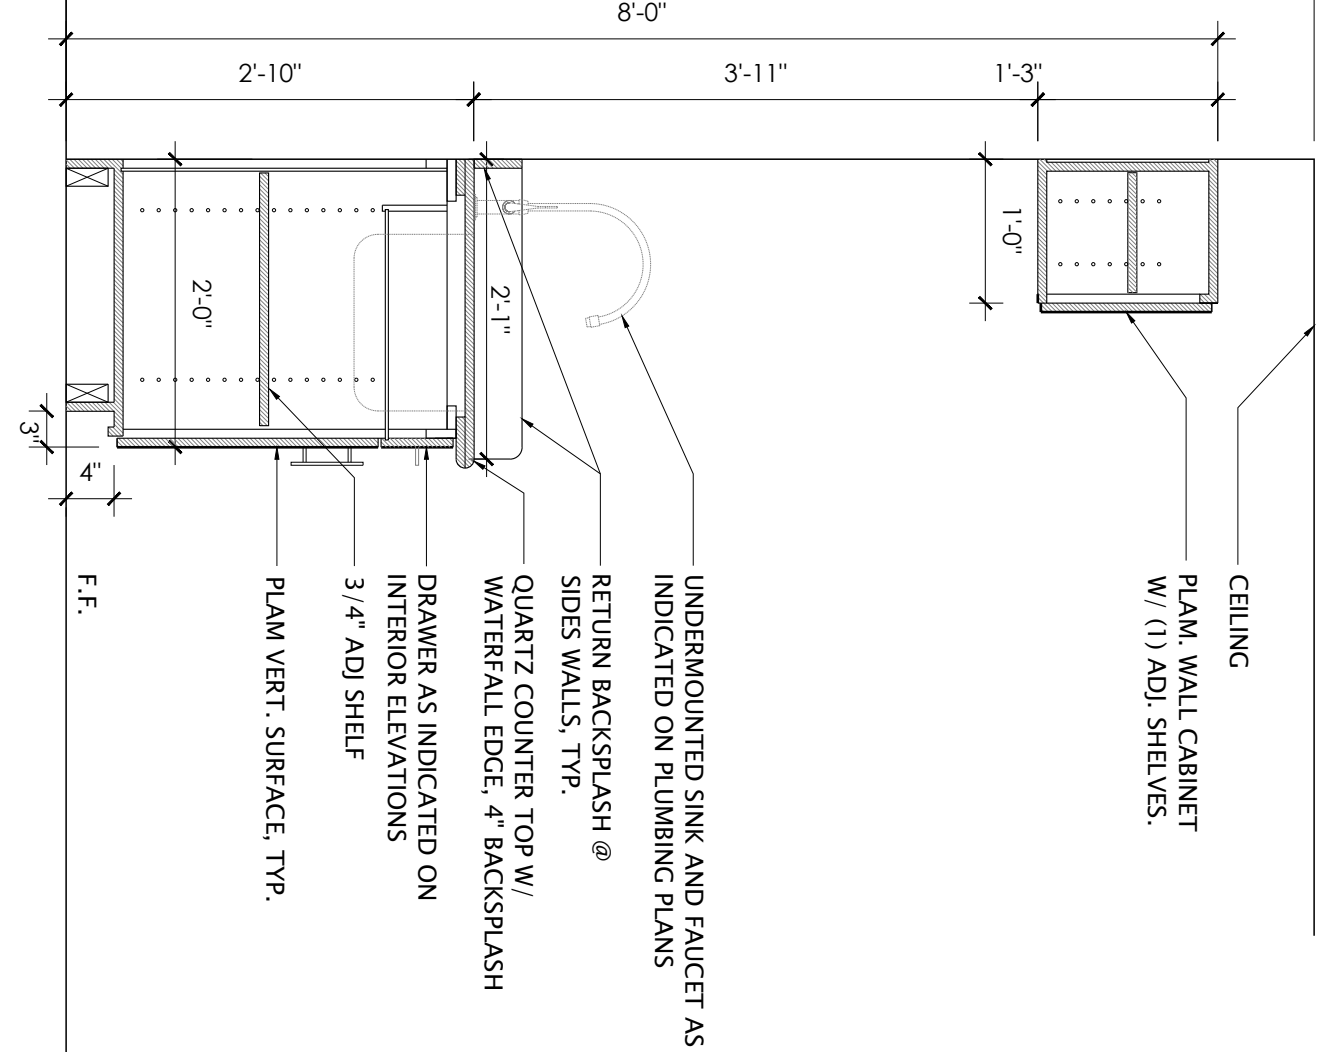 8'-0"
2'-10"
3'-11"
1'-3"
1'-0"
2'-0"
2'-1"
3"
4"
CEILING
PLAM. WALL CABINET
W/ (1) ADJ. SHELVES.
UNDERMOUNTED SINK AND FAUCET AS
INDICATED ON PLUMBING PLANS
RETURN BACKSPLASH @
SIDES WALLS, TYP.
QUARTZ COUNTER TOP W/
WATERFALL EDGE, 4" BACKSPLASH
DRAWER AS INDICATED ON
INTERIOR ELEVATIONS
3/4" ADJ SHELF
PLAM VERT. SURFACE, TYP.
F.F.